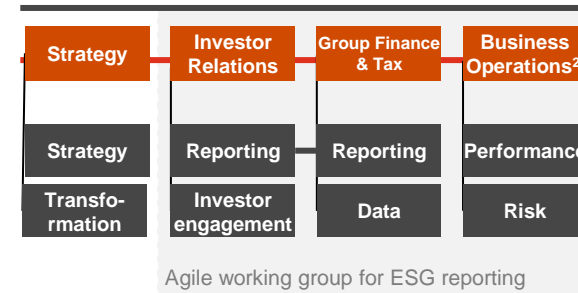 Strategy
Investor
Relations
Group Finance
& Tax
Business
Operations²
Strategy
Reporting
Reporting
Performance
Transfo-
rmation
Investor
engagement
Data
Risk
Agile working group for ESG reporting